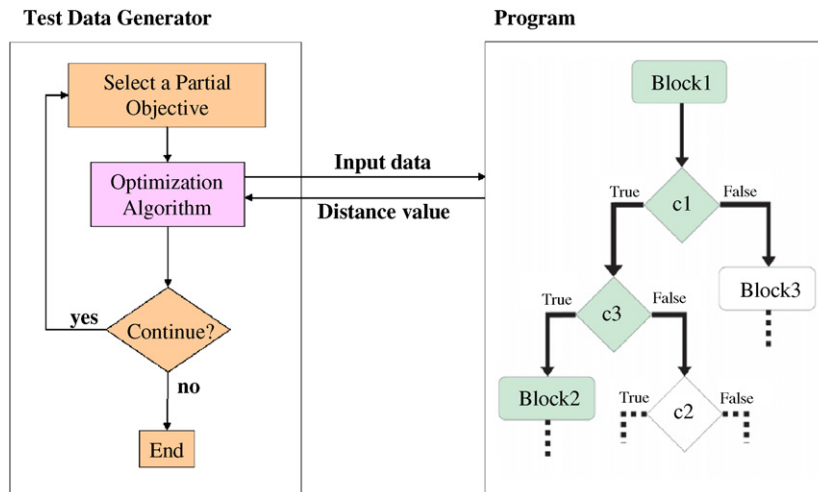 Test Data Generator
Select a Partial
Objective
Optimization
Algorithm
Continue?
yes
no
End
Input data
Distance value
Program
Block1
True
False
c1
Block3
True
False
c3
Block2
True
False
c2